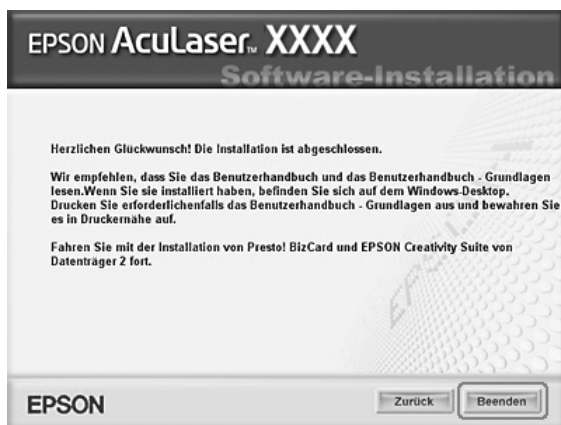 EPSON AcuLaser™ XXXX
Software-Installation
Herzlichen Glückwunsch! Die Installation ist abgeschlossen.
Wir empfehlen, dass Sie das Benutzerhandbuch und das Benutzerhandbuch - Grundlagen
lesen.Wenn Sie sie installiert haben, befinden Sie sich auf dem Windows-Desktop.
Drucken Sie erforderlichenfalls das Benutzerhandbuch - Grundlagen aus und bewahren Sie
es in Druckernähe auf.
Fahren Sie mit der Installation von Presto! BizCard und EPSON Creativity Suite von
Datenträger 2 fort.
EPSON
EPSON
Zurück
Beenden